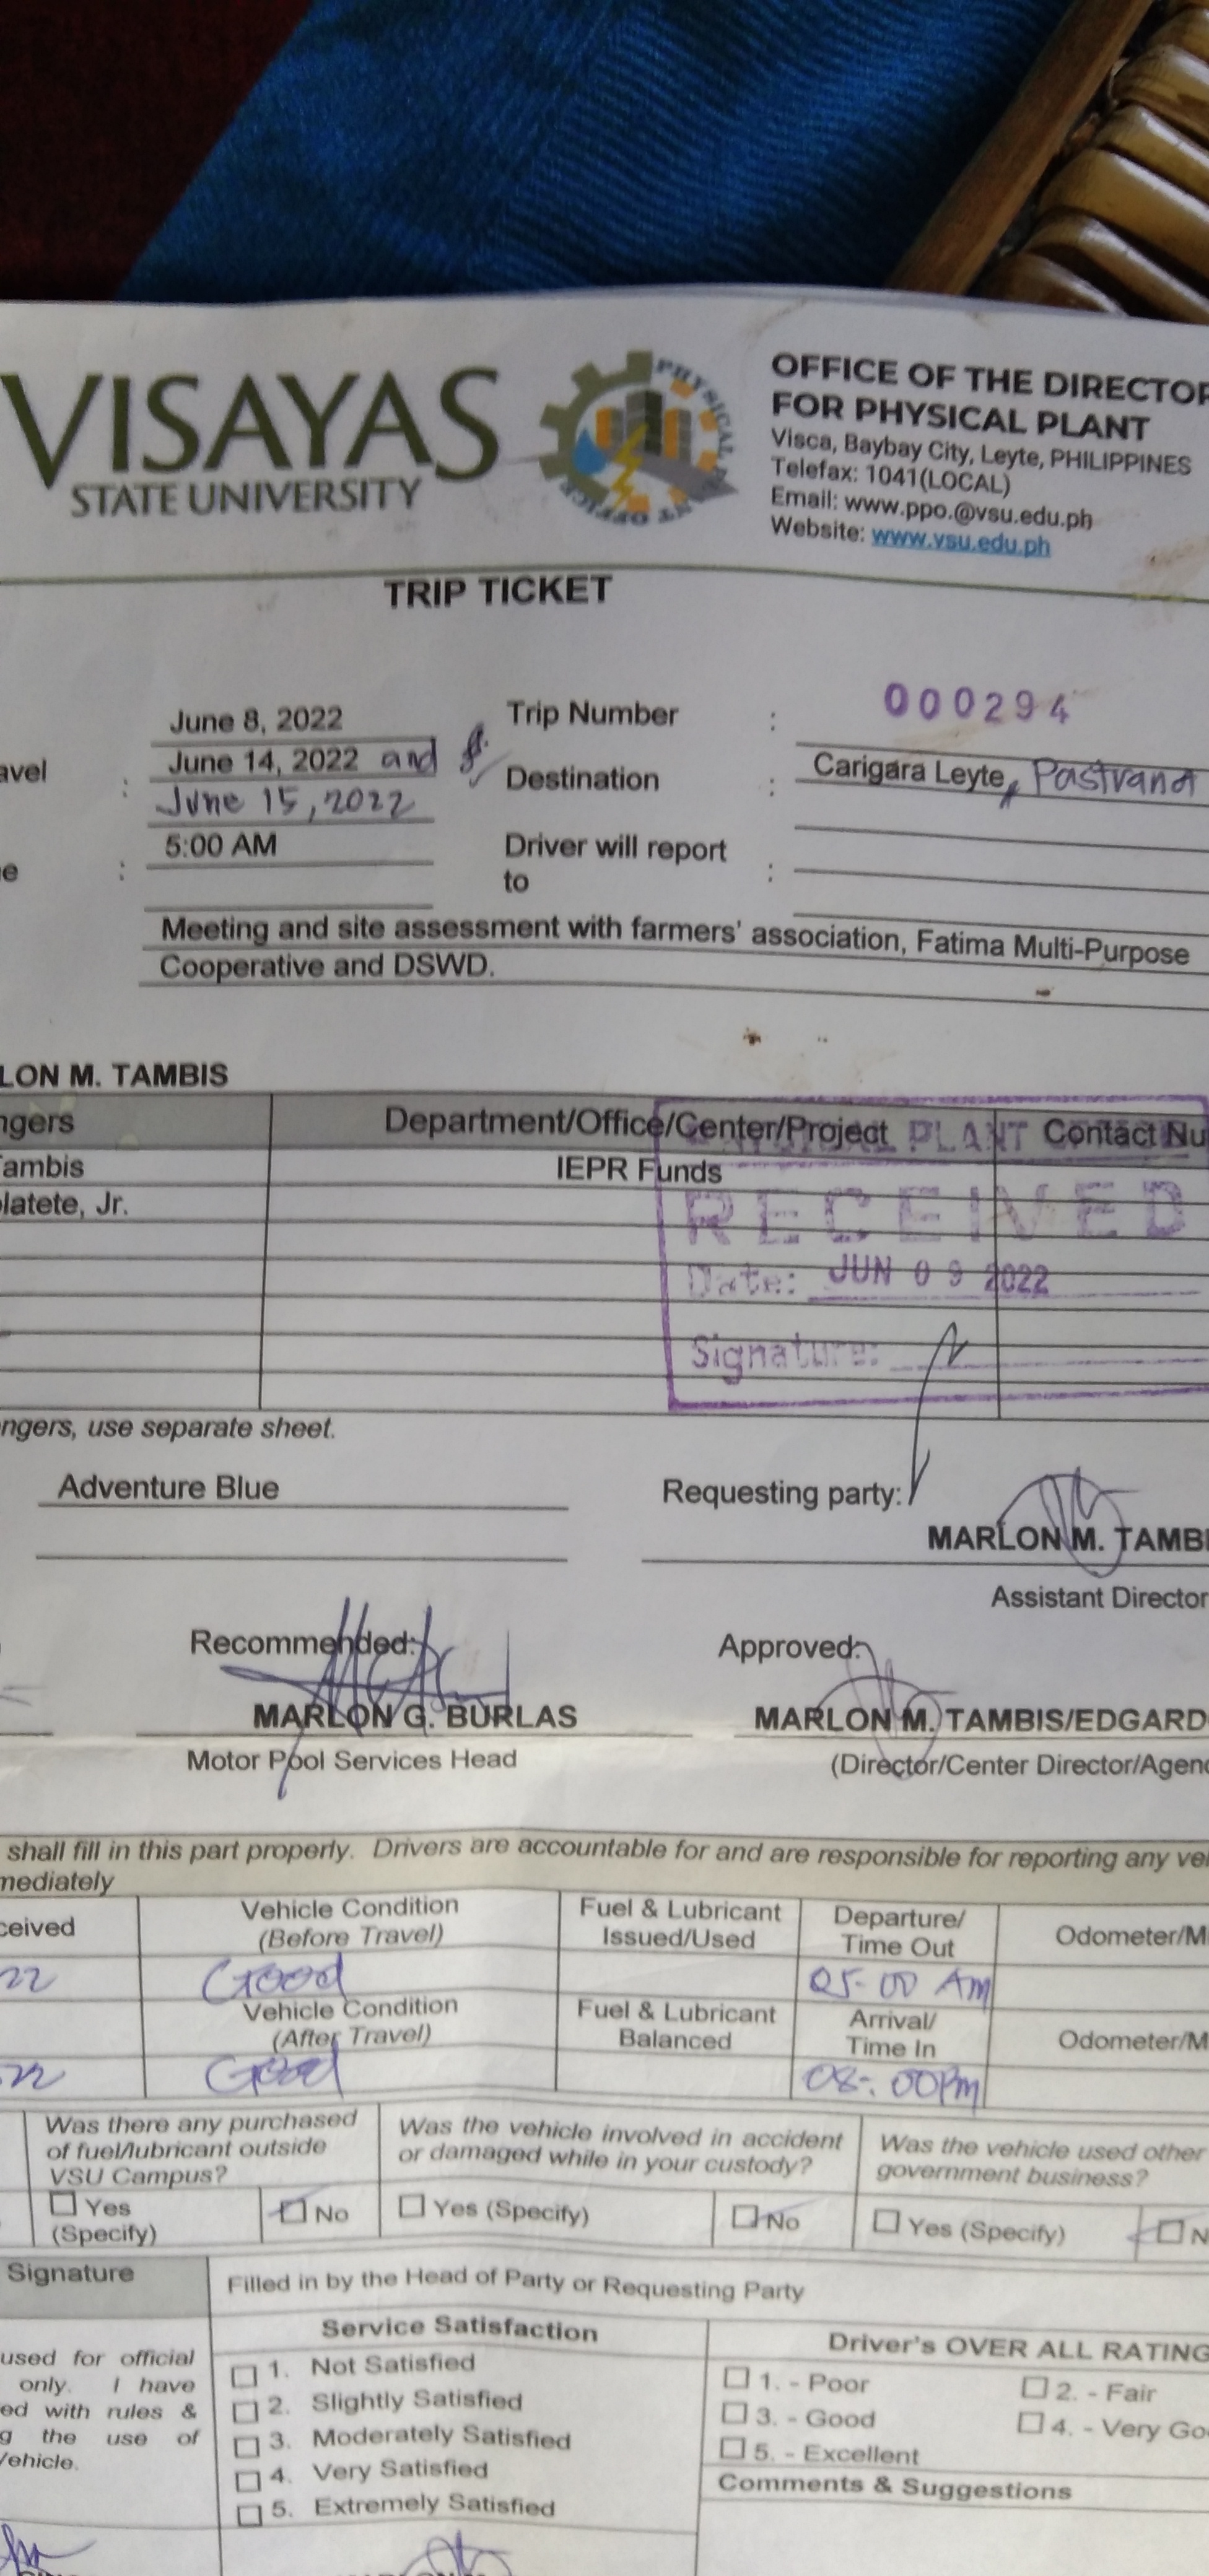 VISAYAS
STATE UNIVERSITY
PHYSICAL PLANT OFFICE
OFFICE OF THE DIRECTOR
FOR PHYSICAL PLANT
Visca, Baybay City, Leyte, PHILIPPINES
Telefax: 1041(LOCAL)
Email: www.ppo.@vsu.edu.ph
Website: www.vsu.edu.ph
TRIP TICKET
June 8, 2022 Trip Number : 000294
avel : June 14, 2022 and Destination : Carigara Leyte, Pastrana
June 15, 2022
e : 5:00 AM Driver will report to :
Meeting and site assessment with farmers' association, Fatima Multi-Purpose
Cooperative and DSWD.
LON M. TAMBIS
ngers Department/Office/Center/Project Contact Nu
ambis IEPR Funds
latete, Jr.
PLANT
RECEIVED
Date: JUN 09 2022
Signature:
ngers, use separate sheet.
Adventure Blue Requesting party:
MARLON M. TAMBI
Assistant Director
Recommended: Approved:
MARLON G. BURLAS MARLON M. TAMBIS/EDGARD
Motor Pool Services Head (Director/Center Director/Agen
shall fill in this part properly. Drivers are accountable for and are responsible for reporting any ve
mediately
ceived Vehicle Condition (Before Travel) Fuel & Lubricant Issued/Used Departure/ Time Out Odometer/M
22 Good 05:00 AM
Vehicle Condition (After Travel) Fuel & Lubricant Balanced Arrival/ Time In Odometer/M
22 Good 08:00PM
Was there any purchased of fuel/lubricant outside VSU Campus? Was the vehicle involved in accident or damaged while in your custody? Was the vehicle used other government business?
Yes (Specify) No Yes (Specify) No Yes (Specify) N
Signature Filled in by the Head of Party or Requesting Party
Service Satisfaction Driver's OVER ALL RATING
used for official
only. I have
ed with rules &
g the use of
Vehicle.
1. Not Satisfied
2. Slightly Satisfied
3. Moderately Satisfied
4. Very Satisfied
5. Extremely Satisfied
1. - Poor 2. - Fair
3. - Good 4. - Very Go
5. - Excellent
Comments & Suggestions